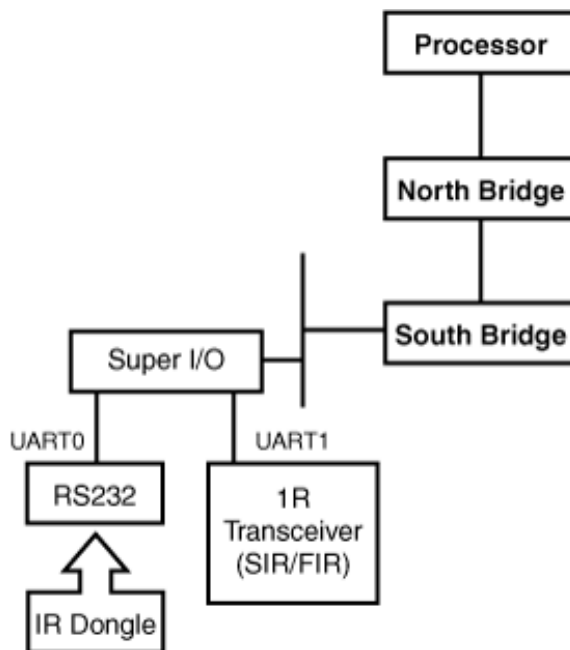 Processor
North Bridge
South Bridge
Super I/O
UART0
UART1
RS232
1R
Transceiver
(SIR/FIR)
IR Dongle